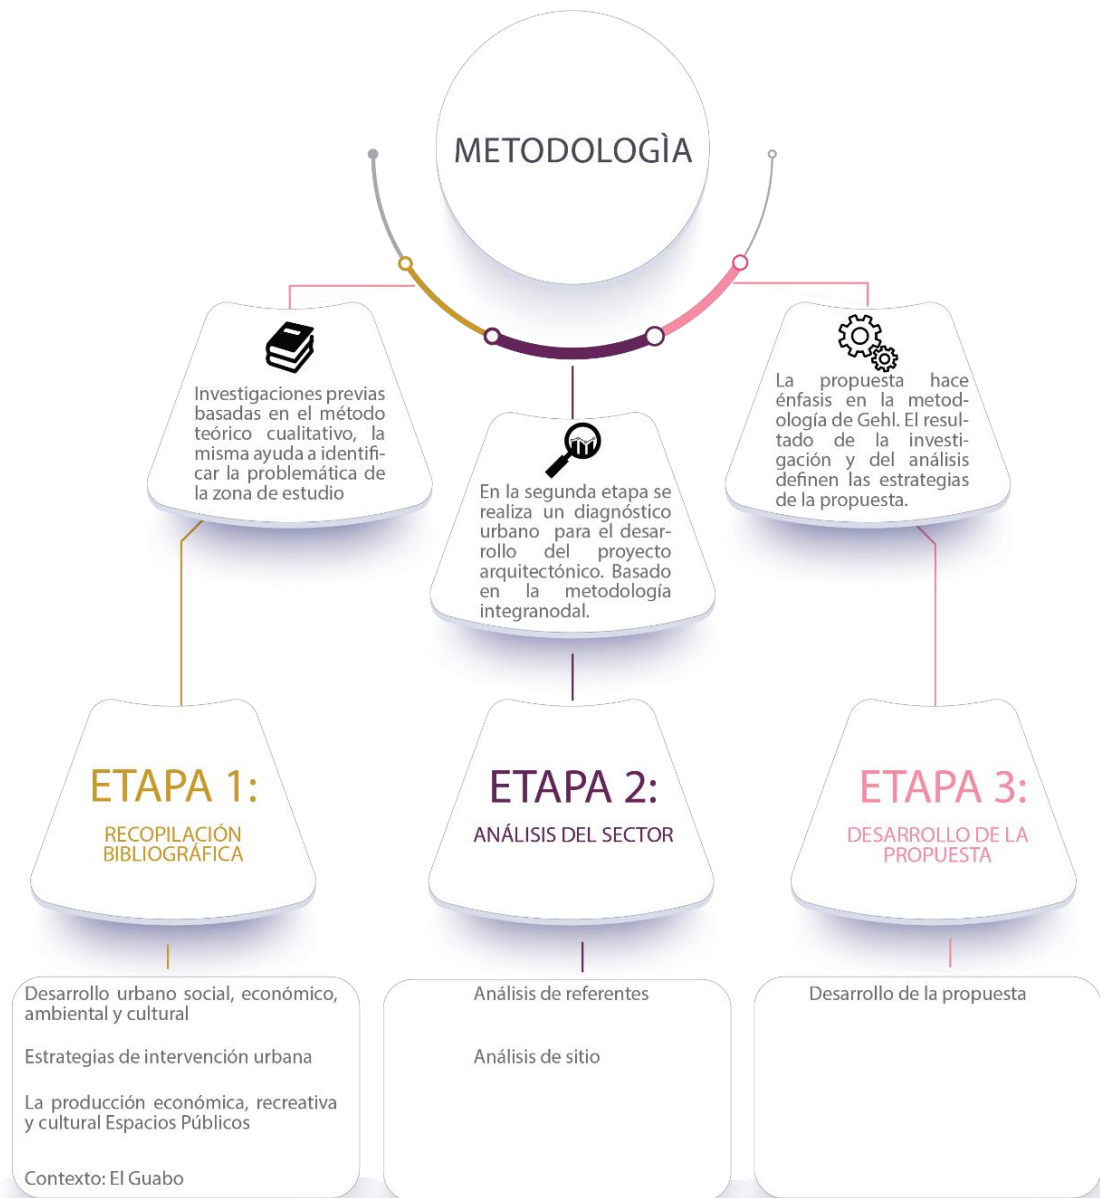 METODOLOGÌA
Investigaciones previas
basadas en el método
teórico cualitativo, la
misma ayuda a identifi-
car la problemática de
la zona de estudio
En la segunda etapa se
realiza un diagnóstico
urbano para el desar-
rollo del proyecto
arquitectónico. Basado
en la metodología
integranodal.
La propuesta hace
énfasis en la metod-
ología de Gehl. El resul-
tado de la investi-
gación y del análisis
definen las estrategias
de la propuesta.
ETAPA 1:
RECOPILACIÓN
BIBLIOGRÁFICA
ETAPA 2:
ANÁLISIS DEL SECTOR
ETAPA 3:
DESARROLLO DE LA
PROPUESTA
Desarrollo urbano social, económico,
ambiental y cultural
Estrategias de intervención urbana
La producción económica, recreativa
y cultural Espacios Públicos
Contexto: El Guabo
Análisis de referentes
Análisis de sitio
Desarrollo de la propuesta